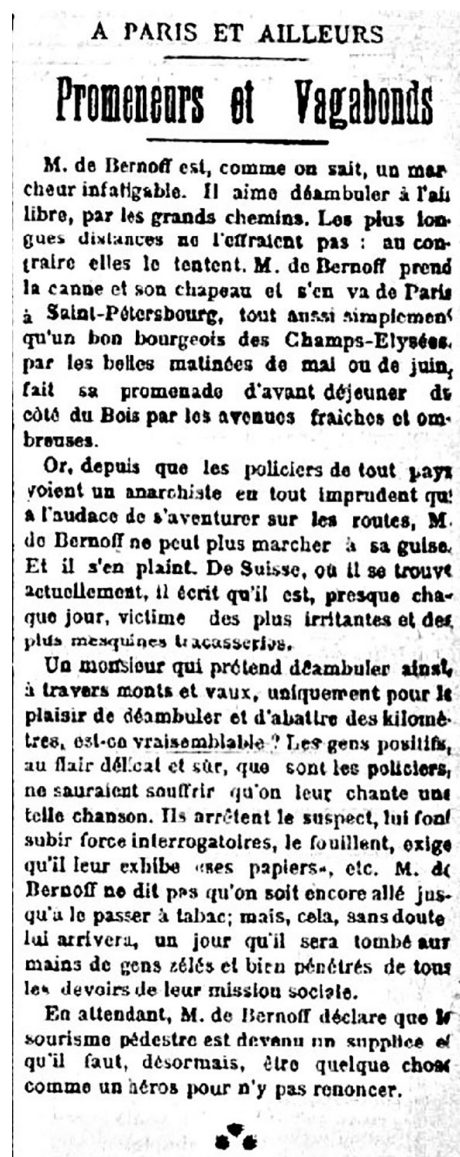 A PARIS ET AILLEURS
Promeneurs et Vagabonds
M. de Bernoff est, comme on sait, un mar-
cheur infatigable. Il aime déambuler à l'air
libre, par les grands chemins. Les plus lon-
gues distances ne l'effraient pas : au con-
traire elles le tentent. M. de Bernoff prend
la canne et son chapeau et s'en va de Paris
à Saint-Pétersbourg, tout aussi simplement
qu'un bon bourgeois des Champs-Elysées,
par les belles matinées de mai ou de juin,
fait sa promenade d'avant déjeuner du
côté du Bois par les avenues fraiches et om-
breuses.
Or, depuis que les policiers de tout pays
voient un anarchiste en tout imprudent qui
a l'audace de s'aventurer sur les routes, M.
de Bernoff ne peut plus marcher à sa guise.
Et il s'en plaint. De Suisse, où il se trouve
actuellement, il écrit qu'il est, presque cha-
que jour, victime des plus irritantes et des
plus mesquines tracasseries.
Un monsieur qui prétend déambuler ainsi,
à travers monts et vaux, uniquement pour le
plaisir de déambuler et d'abattre des kilomè-
tres, est-ce vraisemblable ? Les gens positifs,
au flair délicat et sûr, que sont les policiers,
ne sauraient souffrir qu'on leur chante une
telle chanson. Ils arrêtent le suspect, lui font
subir force interrogatoires, le fouillent, exige
qu'il leur exhibe «ses papiers», etc. M. de
Bernoff ne dit pas qu'on soit encore allé jus-
qu'à le passer à tabac; mais, cela, sans doute
lui arrivera, un jour qu'il sera tombé aux
mains de gens zélés et bien pénétrés de tous
les devoirs de leur mission sociale.
En attendant, M. de Bernoff déclare que le
sourisme pédestre est devenu un supplice et
qu'il faut, désormais, être quelque chose
comme un héros pour n'y pas renoncer.